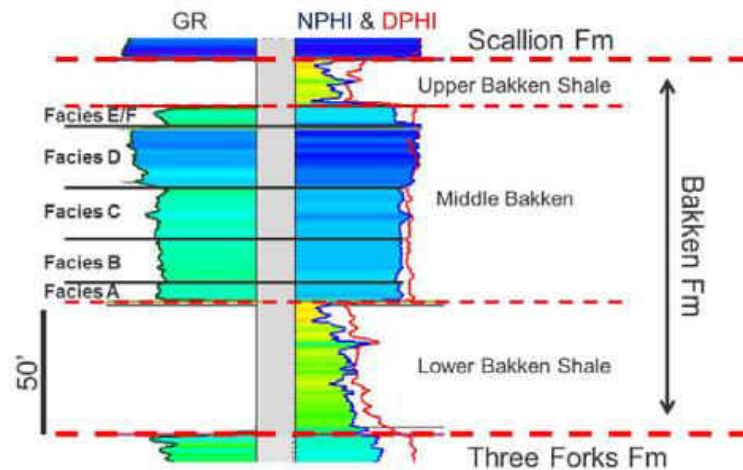 GR
NPHI & DPHI
Scallion Fm
Upper Bakken Shale
Facies E/F
Facies D
Facies C
Middle Bakken
Facies B
Facies A
Bakken Fm
50'
Lower Bakken Shale
Three Forks Fm